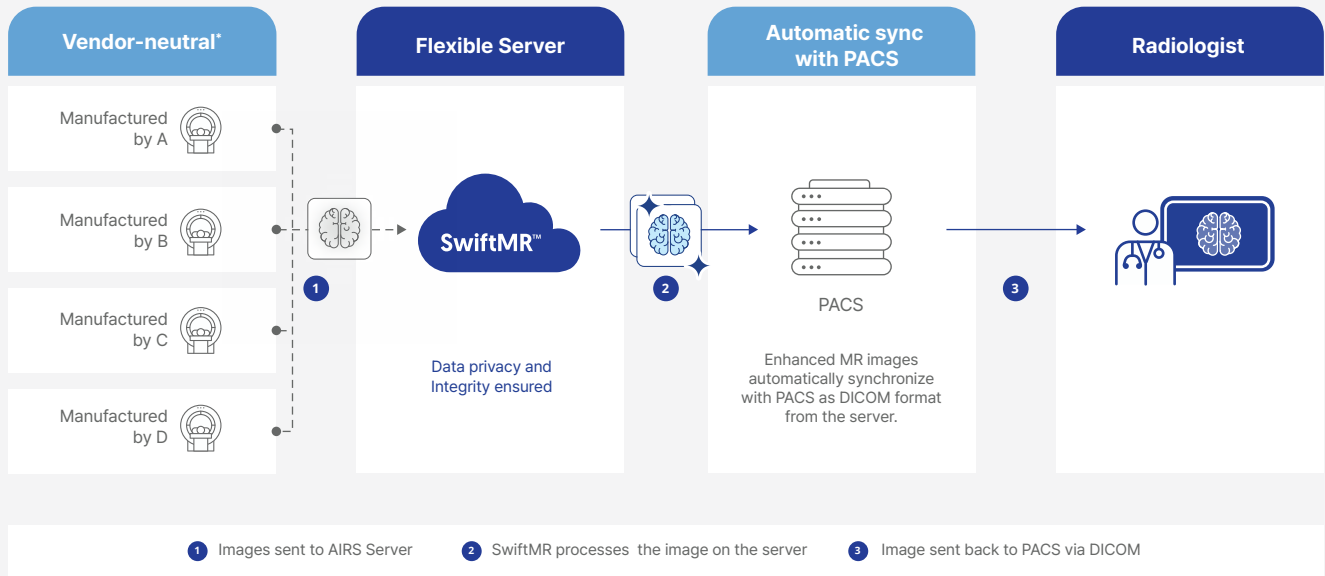 Vendor-neutral*
Flexible Server
Automatic sync
with PACS
Radiologist
Manufactured
by A
Manufactured
by B
Manufactured
by C
Manufactured
by D
1
SwiftMR™
Data privacy and
Integrity ensured
2
PACS
Enhanced MR images
automatically synchronize
with PACS as DICOM format
from the server.
3
1 Images sent to AIRS Server
2 SwiftMR processes the image on the server
3 Image sent back to PACS via DICOM